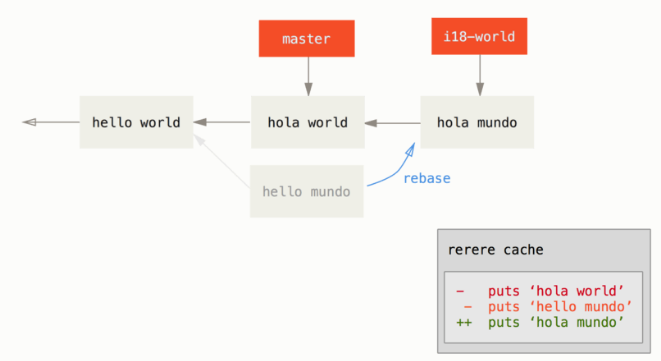 master
i18-world
hello world
hola world
hola mundo
hello mundo
rebase
rerere cache
-   puts ‘hola world’
 -  puts ‘hello mundo’
++  puts ‘hola mundo’